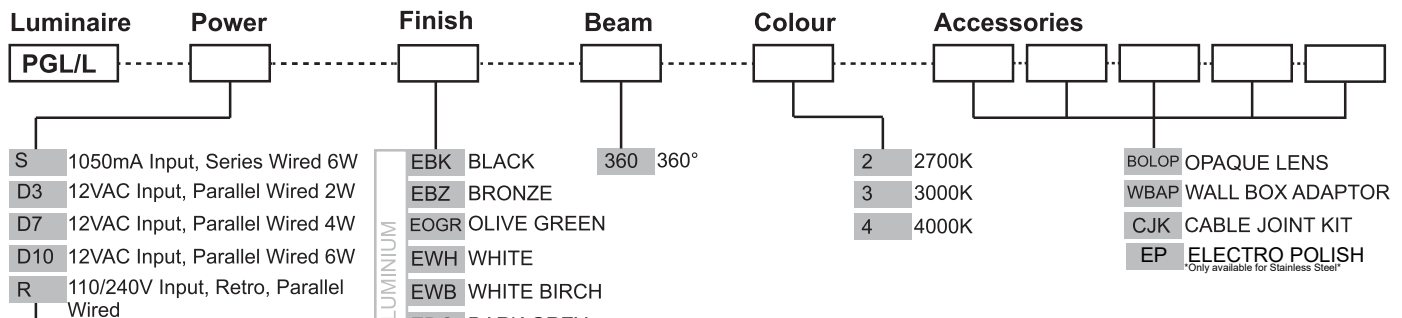 Luminaire Power Finish Beam Colour Accessories
PGL/L
S 1050mA Input, Series Wired 6W
D3 12VAC Input, Parallel Wired 2W
D7 12VAC Input, Parallel Wired 4W
D10 12VAC Input, Parallel Wired 6W
R 110/240V Input, Retro, Parallel
Wired
EBK BLACK
EBZ BRONZE
EOGR OLIVE GREEN
EWH WHITE
EWB WHITE BIRCH
360 360°
2 2700K
3 3000K
4 4000K
BOLOP OPAQUE LENS
WBAP WALL BOX ADAPTOR
CJK CABLE JOINT KIT
EP ELECTRO POLISH
*Only available for Stainless Steel*